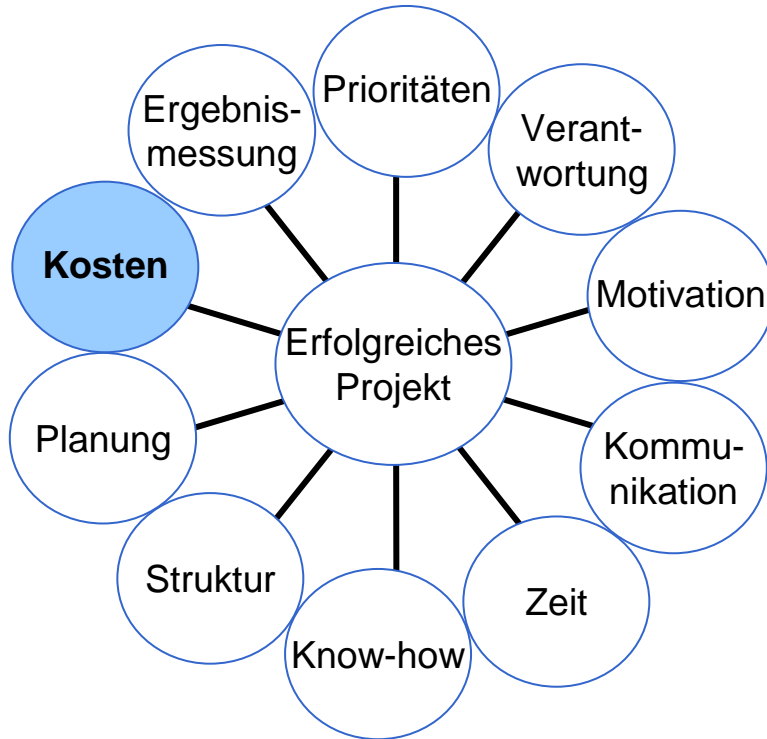 Prioritäten
Verant-
wortung
Motivation
Kommu-
nikation
Zeit
Know-how
Struktur
Planung
Kosten
Ergebnis-
messung
Erfolgreiches
Projekt